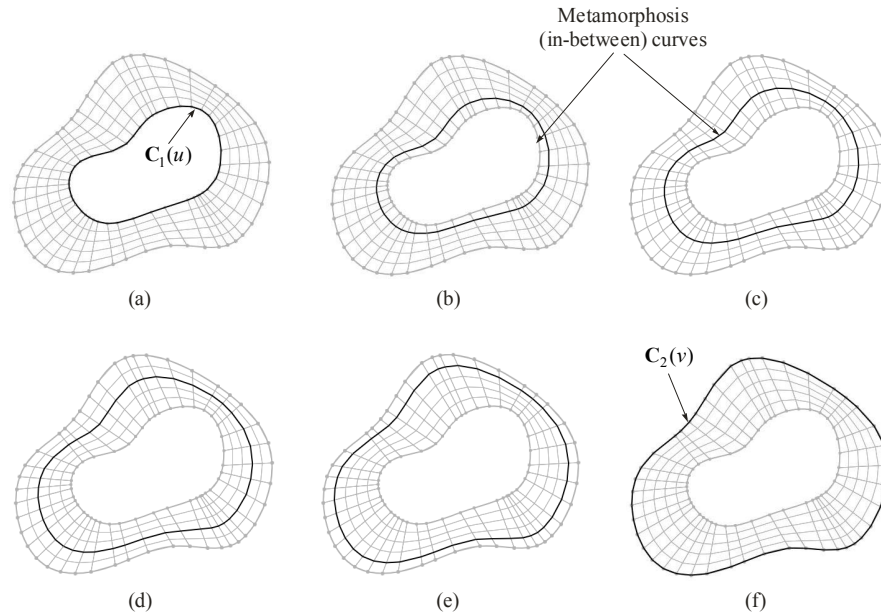 Metamorphosis
(in-between) curves
C₁(u)
(a)
(b)
(c)
C₂(v)
(d)
(e)
(f)